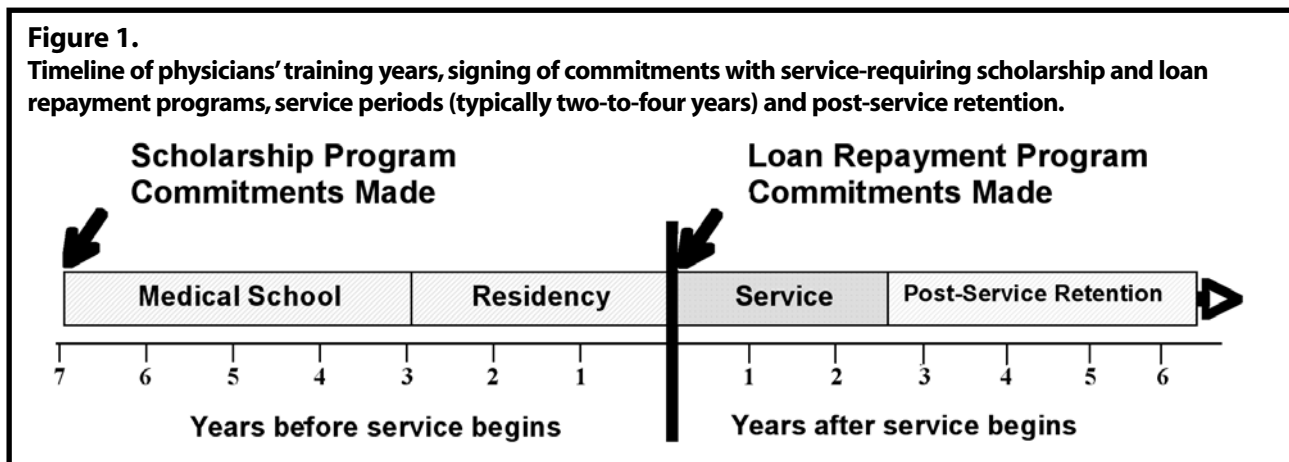 Figure 1.
Timeline of physicians' training years, signing of commitments with service-requiring scholarship and loan
repayment programs, service periods (typically two-to-four years) and post-service retention.
Scholarship Program
Commitments Made
Loan Repayment Program
Commitments Made
Medical School
Residency
Service
Post-Service Retention
7 6 5 4 3 2 1 1 2 3 4 5 6
Years before service begins
Years after service begins